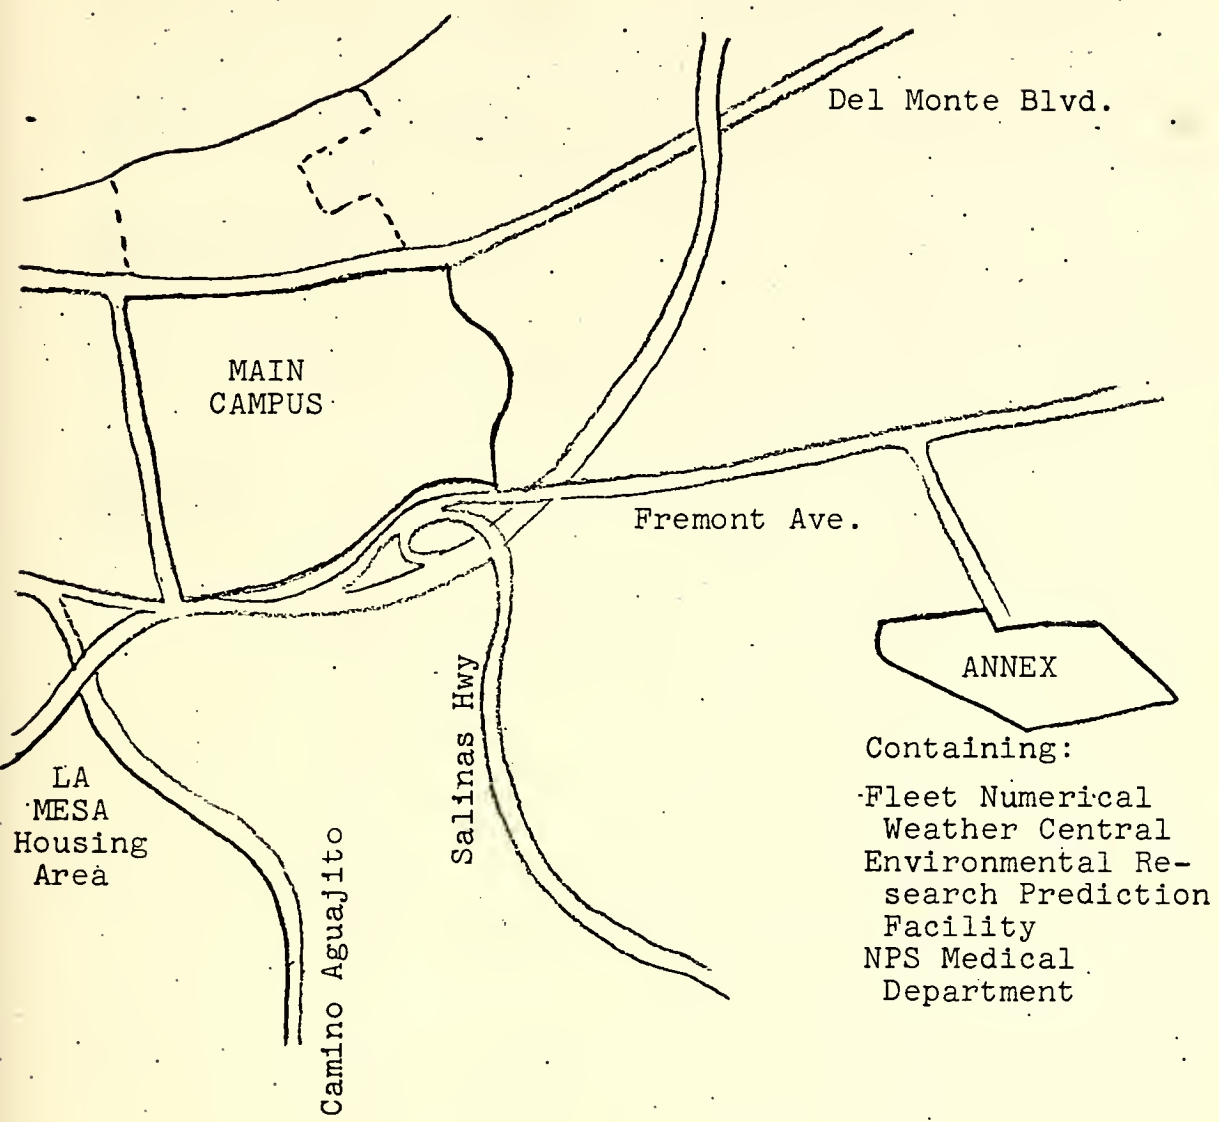 Del Monte Blvd.
MAIN
CAMPUS
Fremont Ave.
ANNEX
Salinas Hwy
Containing:
Fleet Numerical
Weather Central
Environmental Re-
search Prediction
Facility
NPS Medical
Department
LA
MESA
Housing
Area
Camino Aguajito